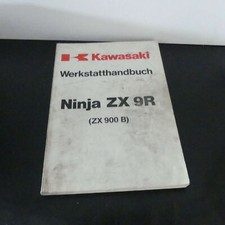 Kawasaki
Werkstatthandbuch
Ninja ZX 9R
(ZX 900 B)